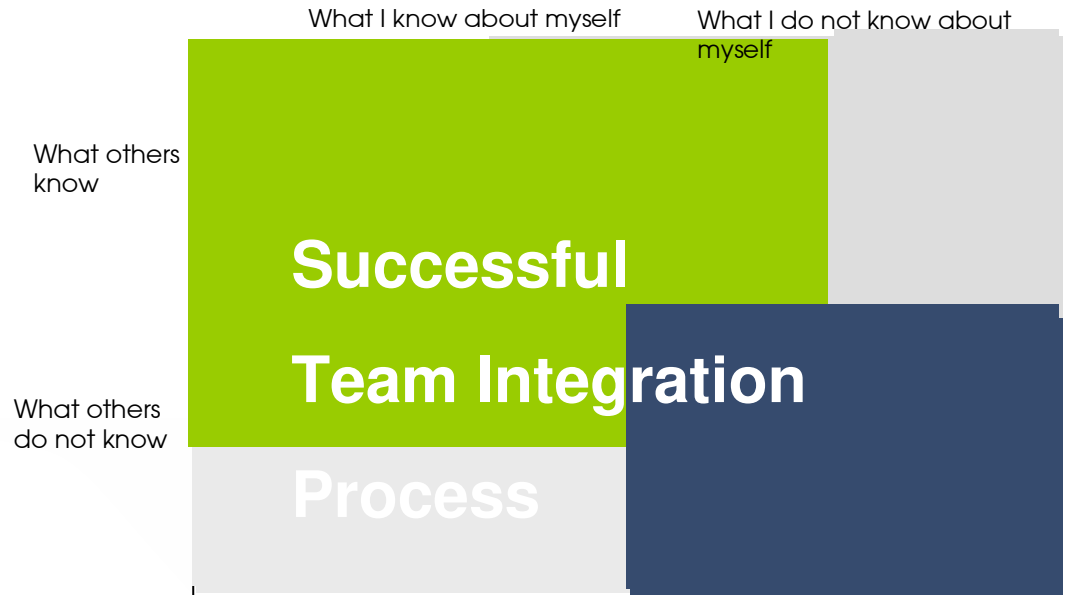 What I know about myself
What I do not know about
myself
What others
know
Successful
Team Integration
What others
do not know
Process